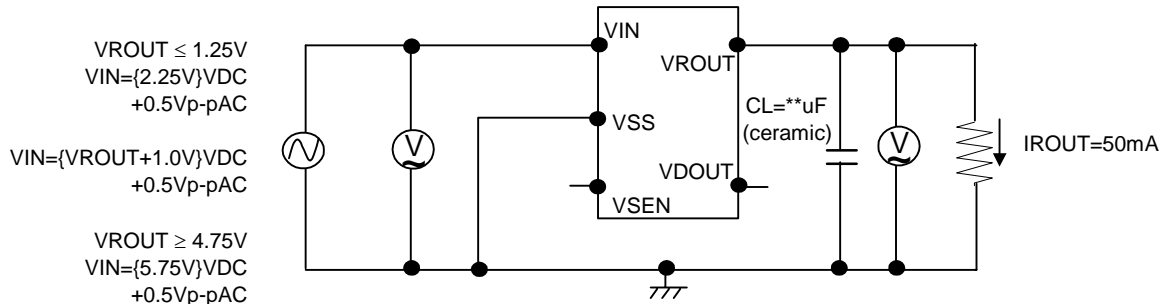 VROUT ≤ 1.25V
VIN={2.25V}VDC
+0.5Vp-pAC
VIN={VROUT+1.0V}VDC
+0.5Vp-pAC
VROUT ≥ 4.75V
VIN={5.75V}VDC
+0.5Vp-pAC
V
VIN
VROUT
VSS
VDOUT
VSEN
CL=**uF
(ceramic)
V
IROUT=50mA